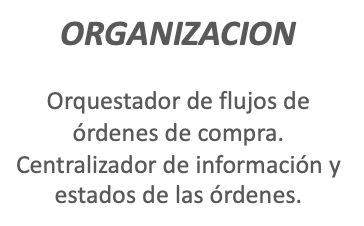 ORGANIZACION
Orquestador de flujos de
órdenes de compra.
Centralizador de información y
estados de las órdenes.